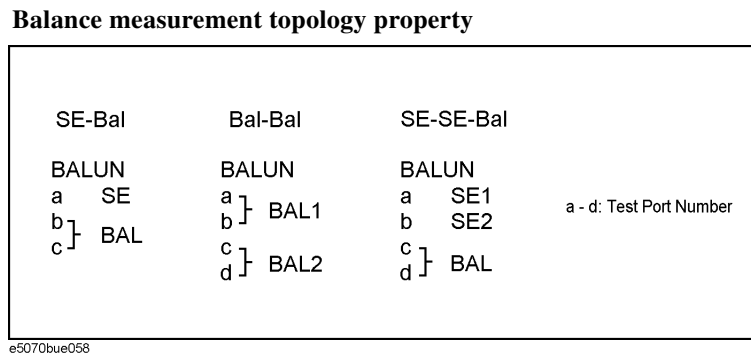 Balance measurement topology property
SE-Bal Bal-Bal SE-SE-Bal
BALUN BALUN BALUN
a SE a BAL1 a SE1
b BAL b b SE2
c c BAL2 c BAL
d d
a - d: Test Port Number
e5070bue058